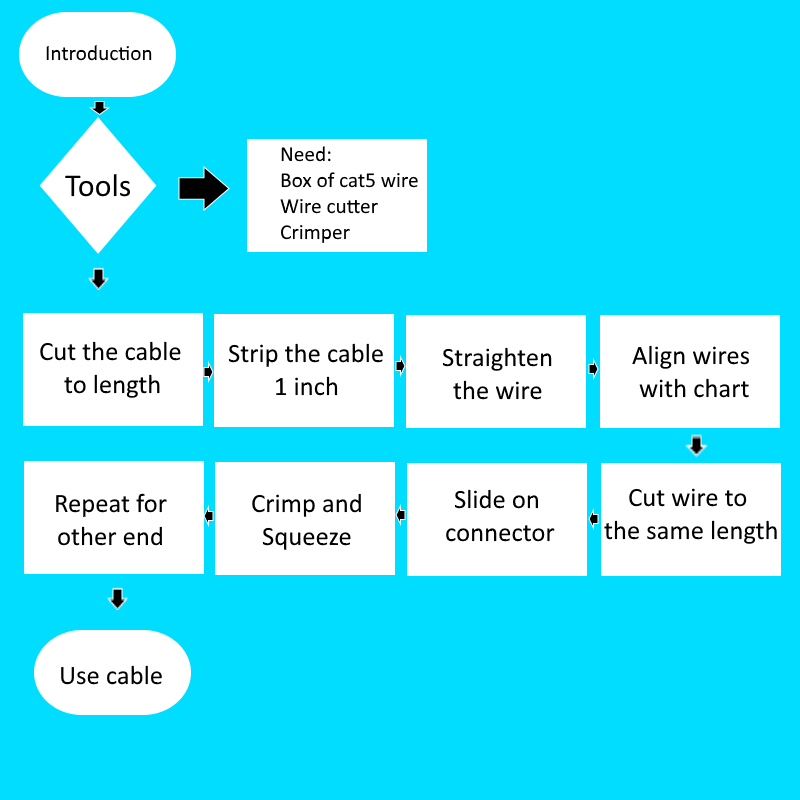 Introduction
Tools
Need:
Box of cat5 wire
Wire cutter
Crimper
Cut the cable
to length
Strip the cable
1 inch
Straighten
the wire
Align wires
with chart
Cut wire to
the same length
Slide on
connector
Crimp and
Squeeze
Repeat for
other end
Use cable